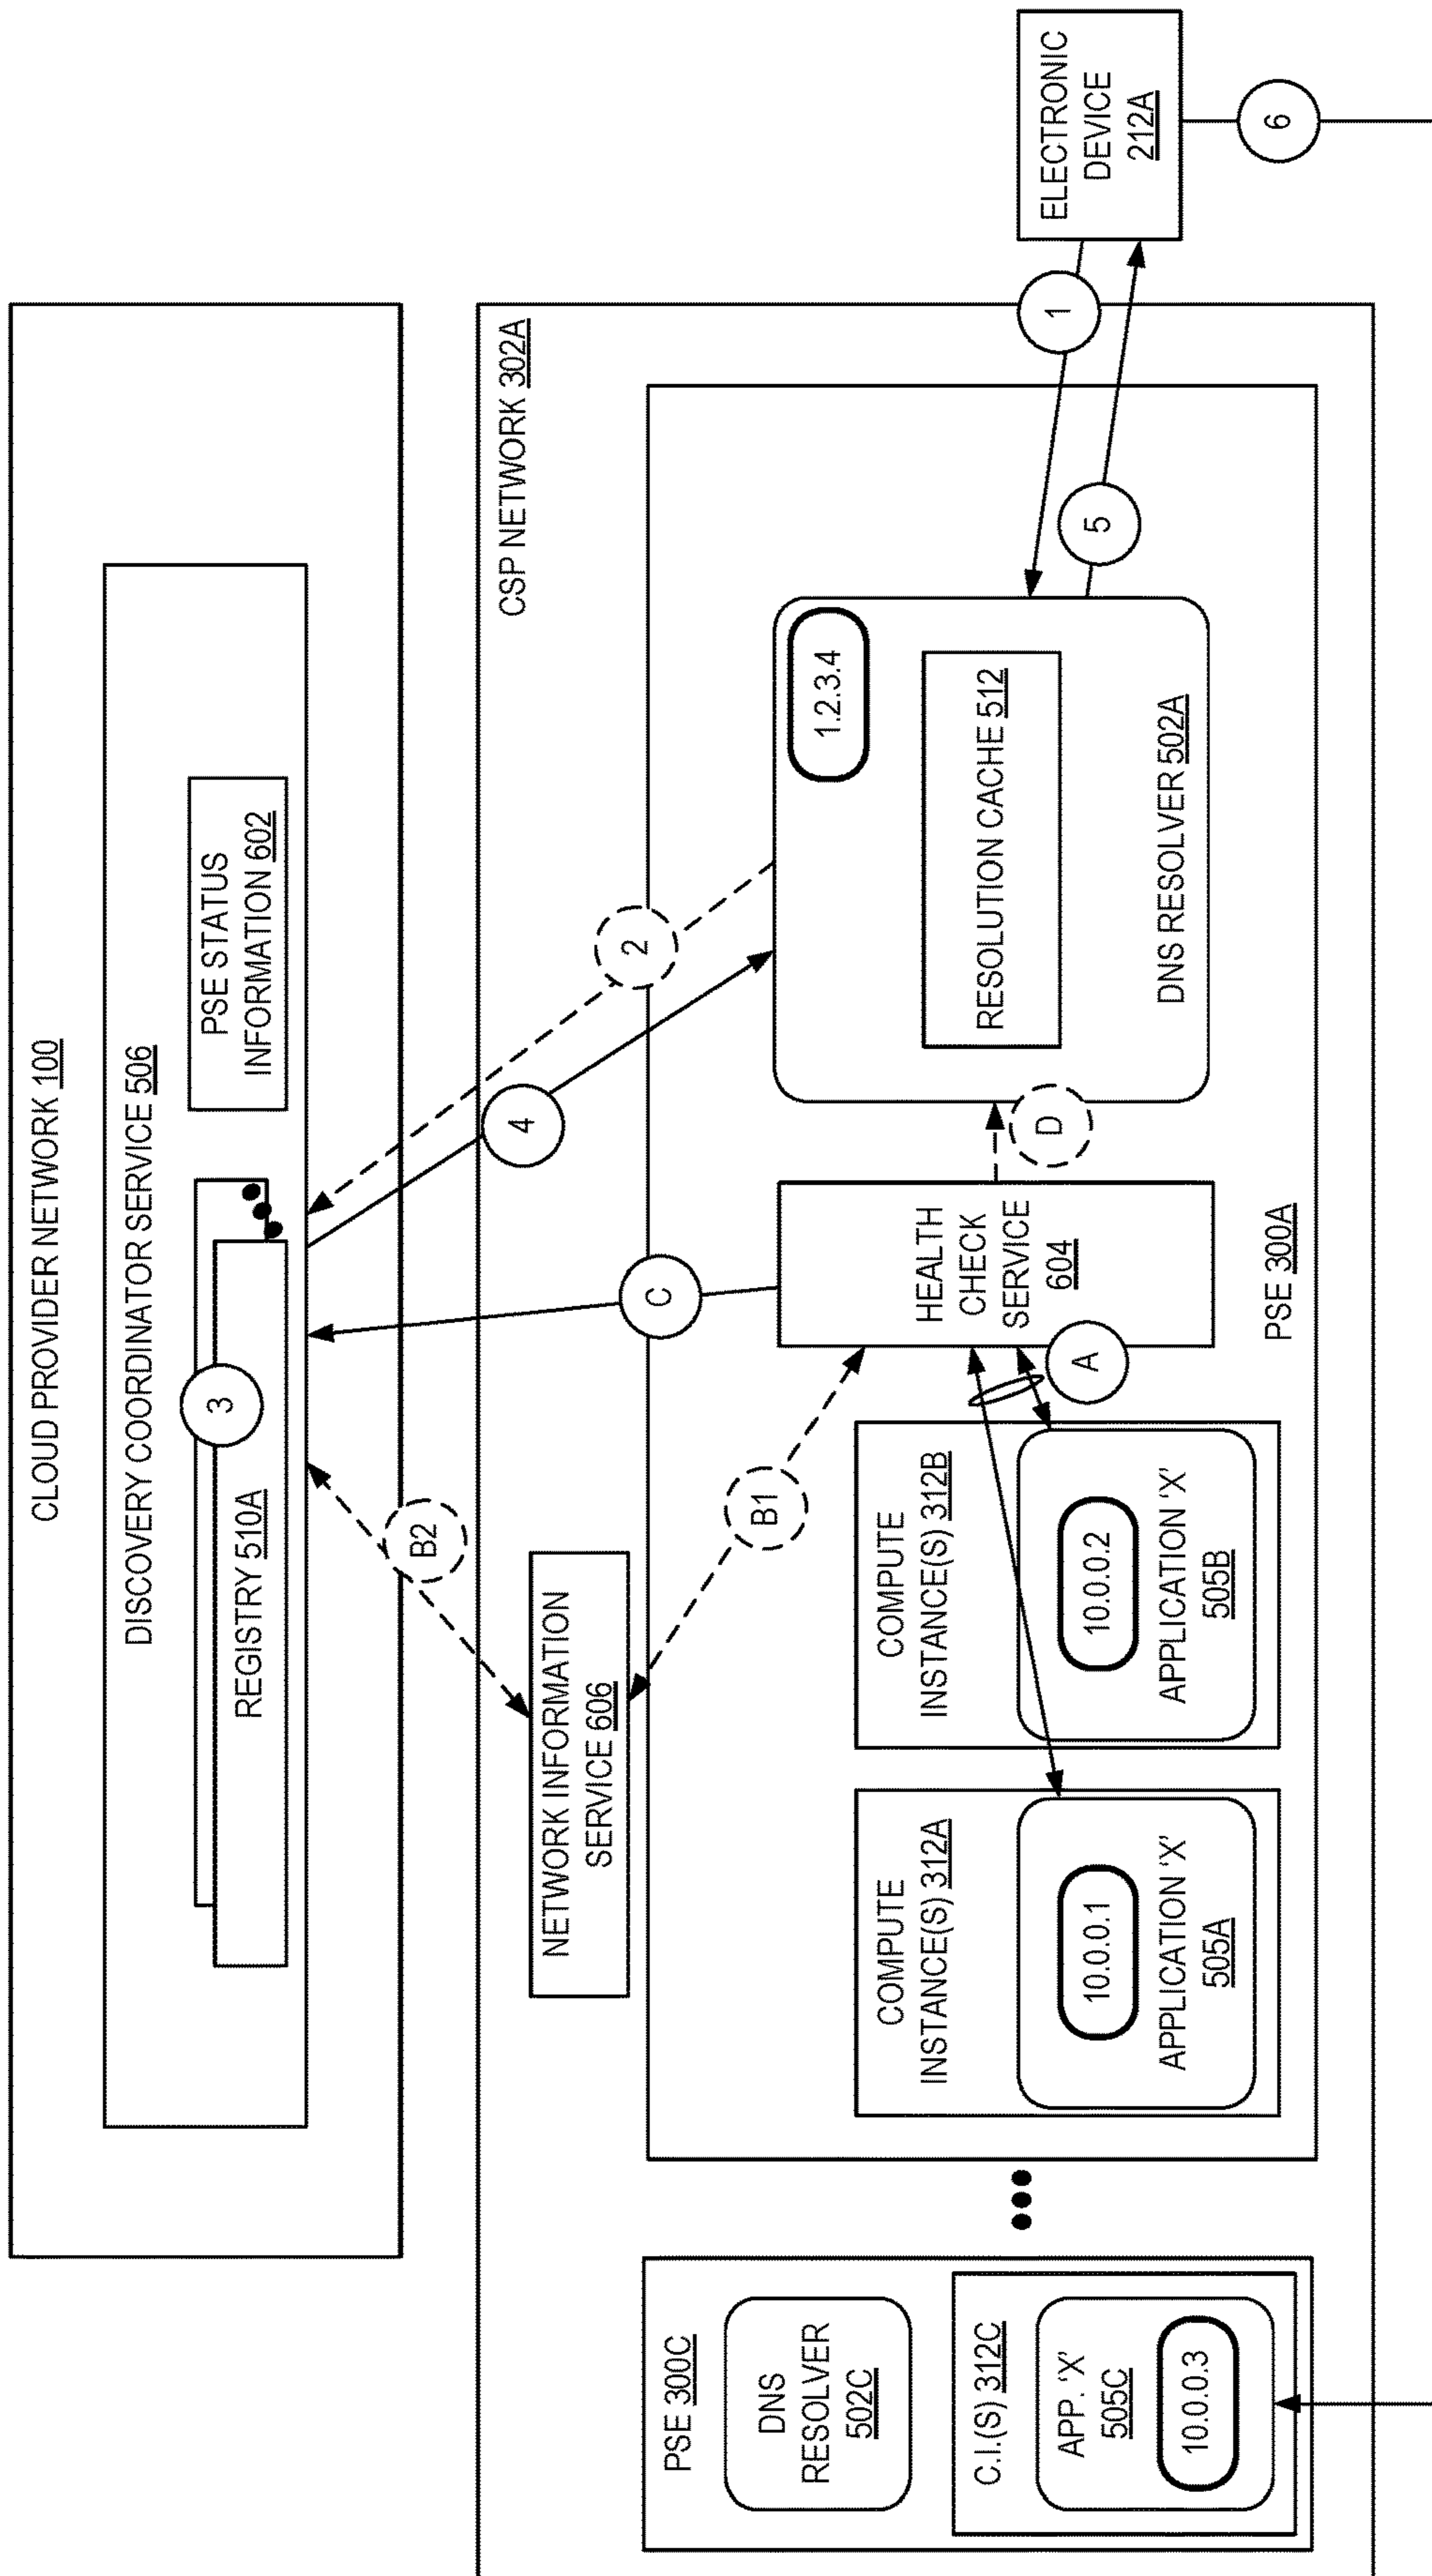 CLOUD PROVIDER NETWORK 100
DISCOVERY COORDINATOR SERVICE 506
REGISTRY 510A
3
PSE STATUS
INFORMATION 602
CSP NETWORK 302A
NETWORK INFORMATION
SERVICE 606
B2
B1
C
4
2
PSE 300C
DNS
RESOLVER
502C
C.I.(S) 312C
APP. ‘X’
505C
10.0.0.3
COMPUTE
INSTANCE(S) 312A
10.0.0.1
APPLICATION ‘X’
505A
COMPUTE
INSTANCE(S) 312B
10.0.0.2
APPLICATION ‘X’
505B
A
HEALTH
CHECK
SERVICE
604
D
PSE 300A
1.2.3.4
RESOLUTION CACHE 512
DNS RESOLVER 502A
1
5
ELECTRONIC
DEVICE
212A
6